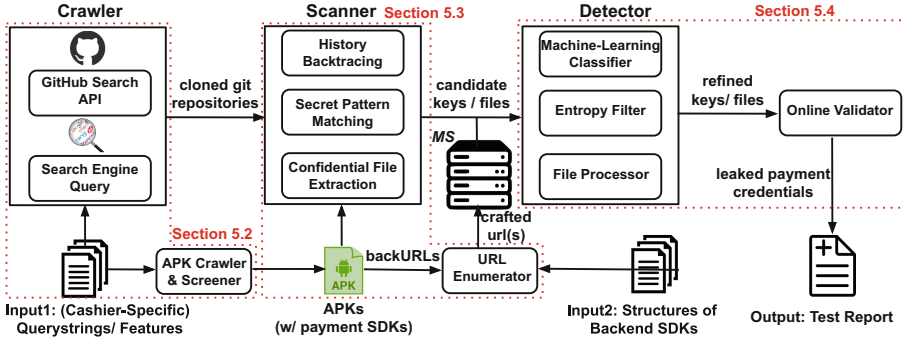 Crawler
Scanner
Section 5.3
Detector
Section 5.4
GitHub Search
API
Search Engine
Query
cloned git
repositories
History
Backtracing
Secret Pattern
Matching
Confidential File
Extraction
candidate
keys / files
MS
Machine-Learning
Classifier
Entropy Filter
File Processor
refined
keys/ files
Online Validator
leaked payment
credentials
Section 5.2
APK Crawler
& Screener
APK
backURLs
crafted
url(s)
URL
Enumerator
Input1: (Cashier-Specific)
Querystrings/ Features
APKs
(w/ payment SDKs)
Input2: Structures of
Backend SDKs
Output: Test Report